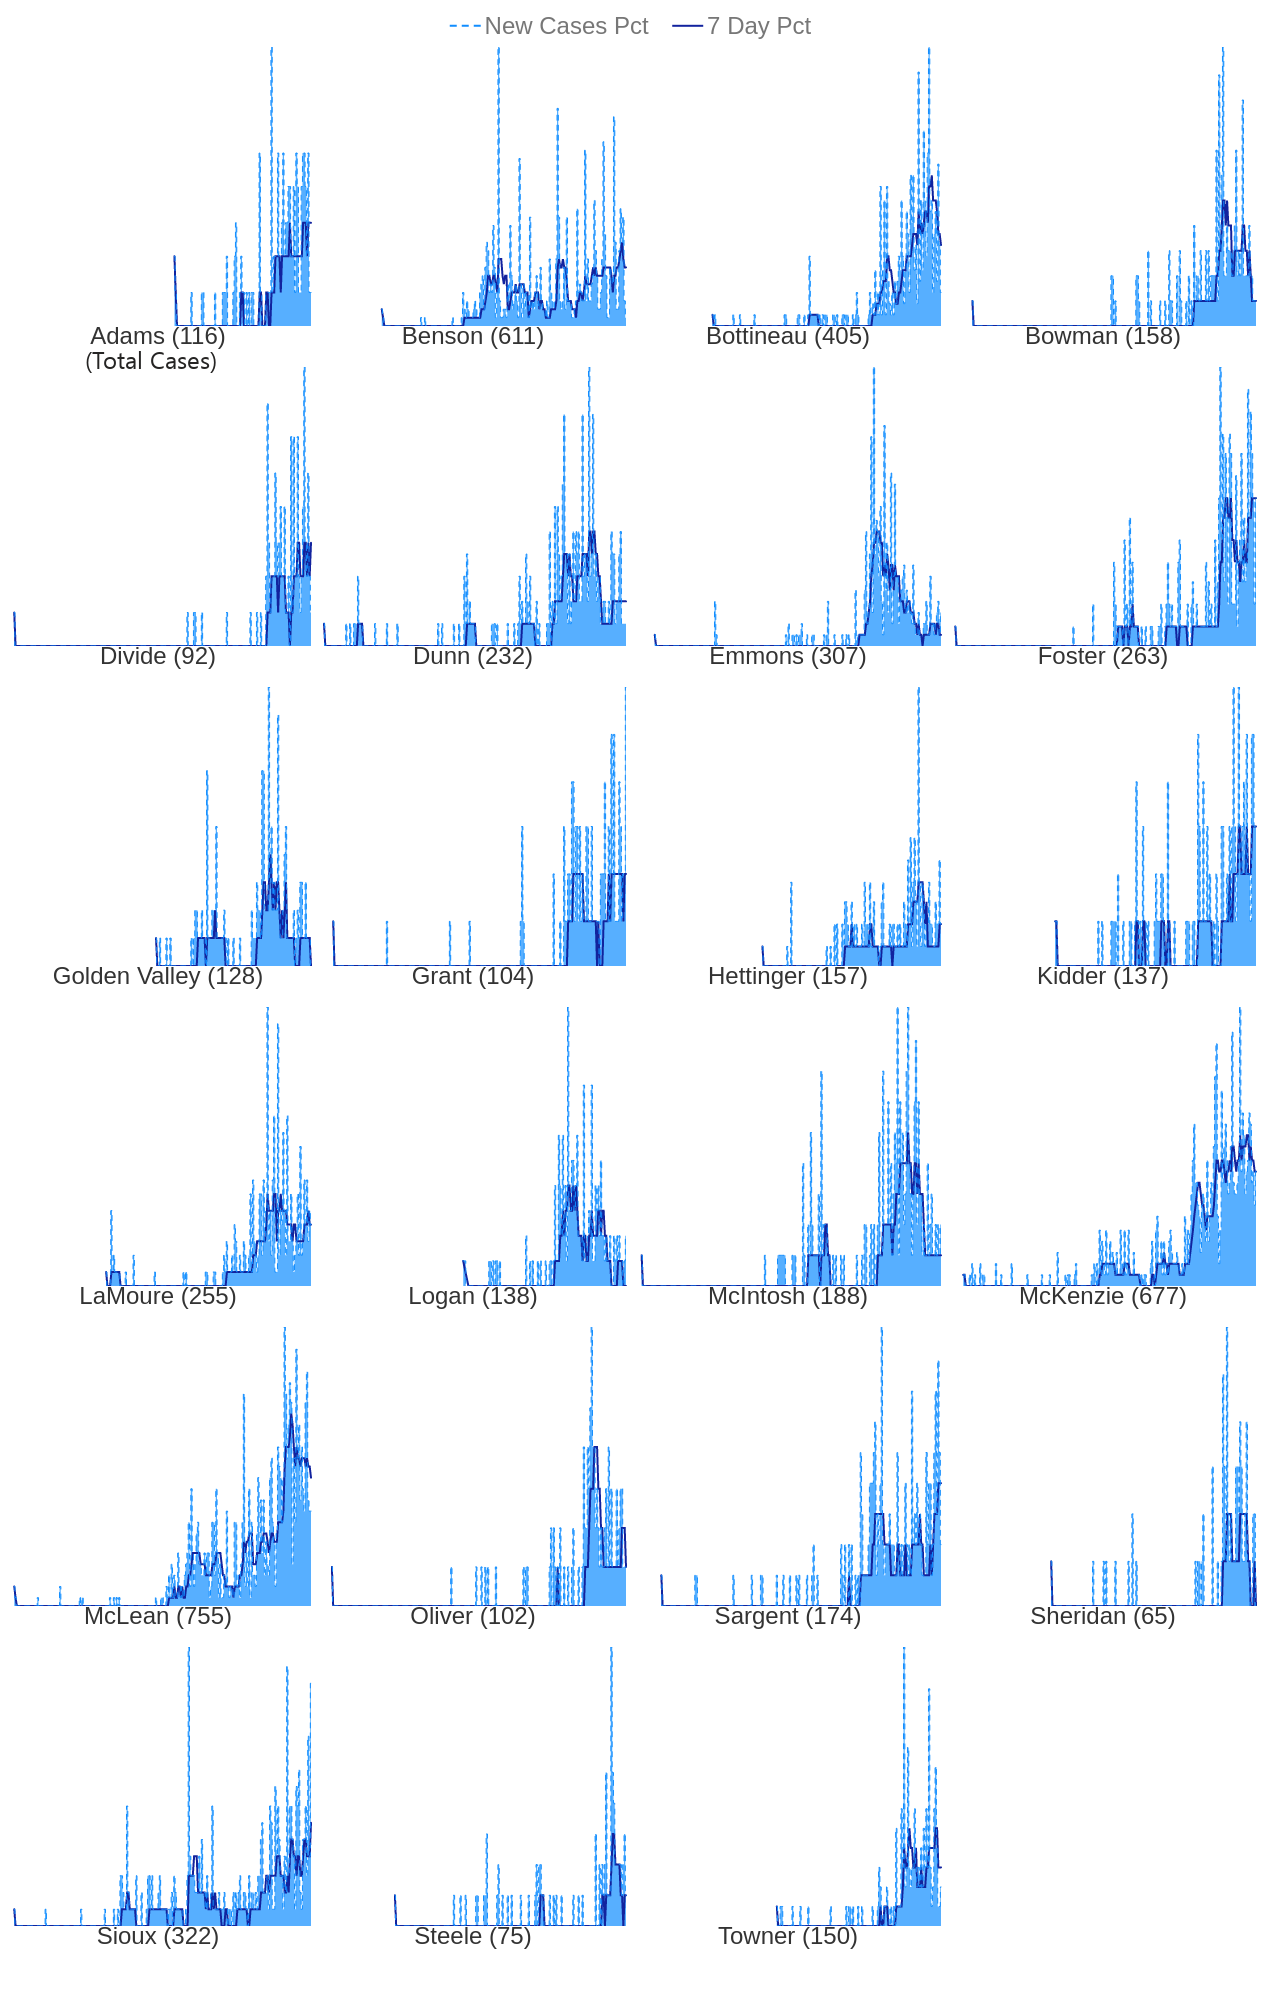 New Cases Pct 7 Day Pct
Adams (116) Benson (611) Bottineau (405) Bowman (158)
(Total Cases)
Divide (92) Dunn (232) Emmons (307) Foster (263)
Golden Valley (128) Grant (104) Hettinger (157) Kidder (137)
LaMoure (255) Logan (138) McIntosh (188) McKenzie (677)
McLean (755) Oliver (102) Sargent (174) Sheridan (65)
Sioux (322) Steele (75) Towner (150)